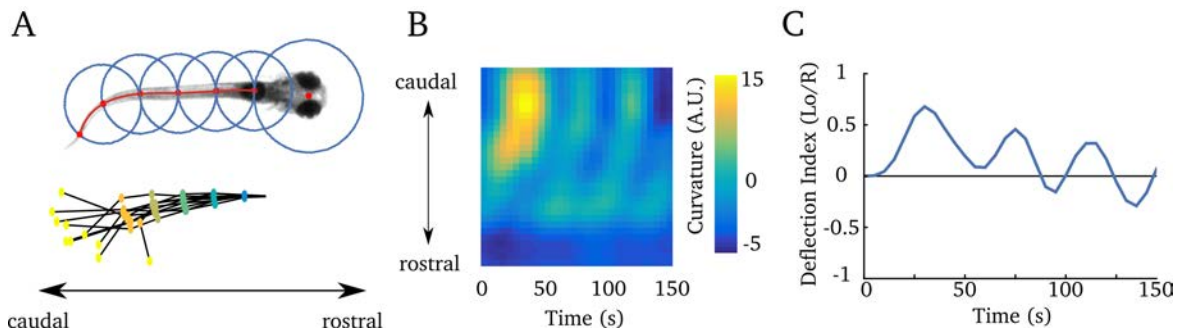 A
caudal
rostral
B
caudal
rostral
0
50
100
150
Time (s)
15
0
-5
Curvature (A.U.)
C
1
0.5
0
-0.5
-1
Deflection Index (Lo/R)
0
50
100
150
Time (s)